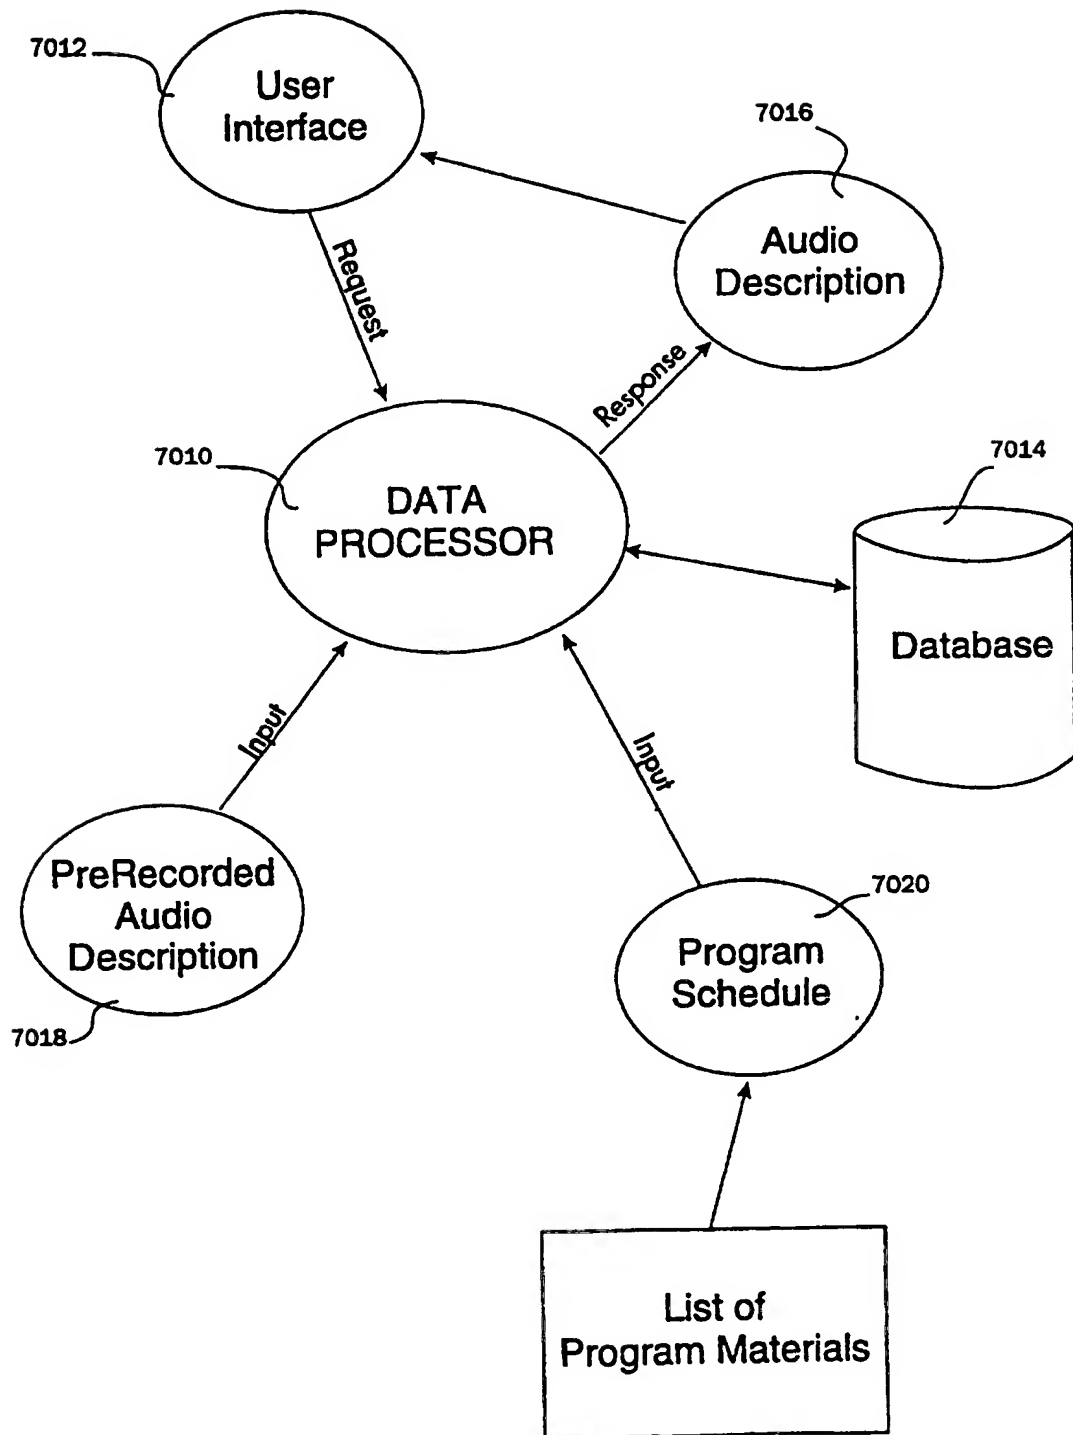 7012
User
Interface
7016
Audio
Description
Request
Response
7010
DATA
PROCESSOR
7014
Database
Input
Input
PreRecorded
Audio
Description
7018
7020
Program
Schedule
List of
Program Materials